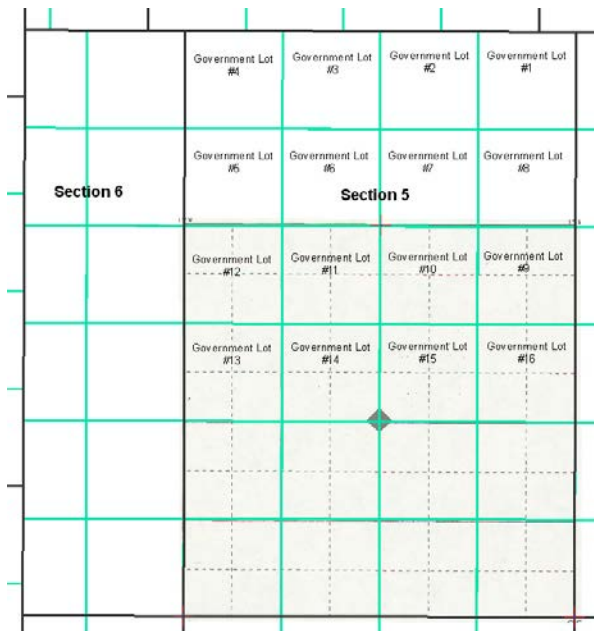 Government Lot
#4
Government Lot
#3
Government Lot
#2
Government Lot
#1
Government Lot
#5
Government Lot
#6
Government Lot
#7
Government Lot
#8
Section 6
Section 5
Government Lot
#12
Government Lot
#11
Government Lot
#10
Government Lot
#9
Government Lot
#13
Government Lot
#14
Government Lot
#15
Government Lot
#16